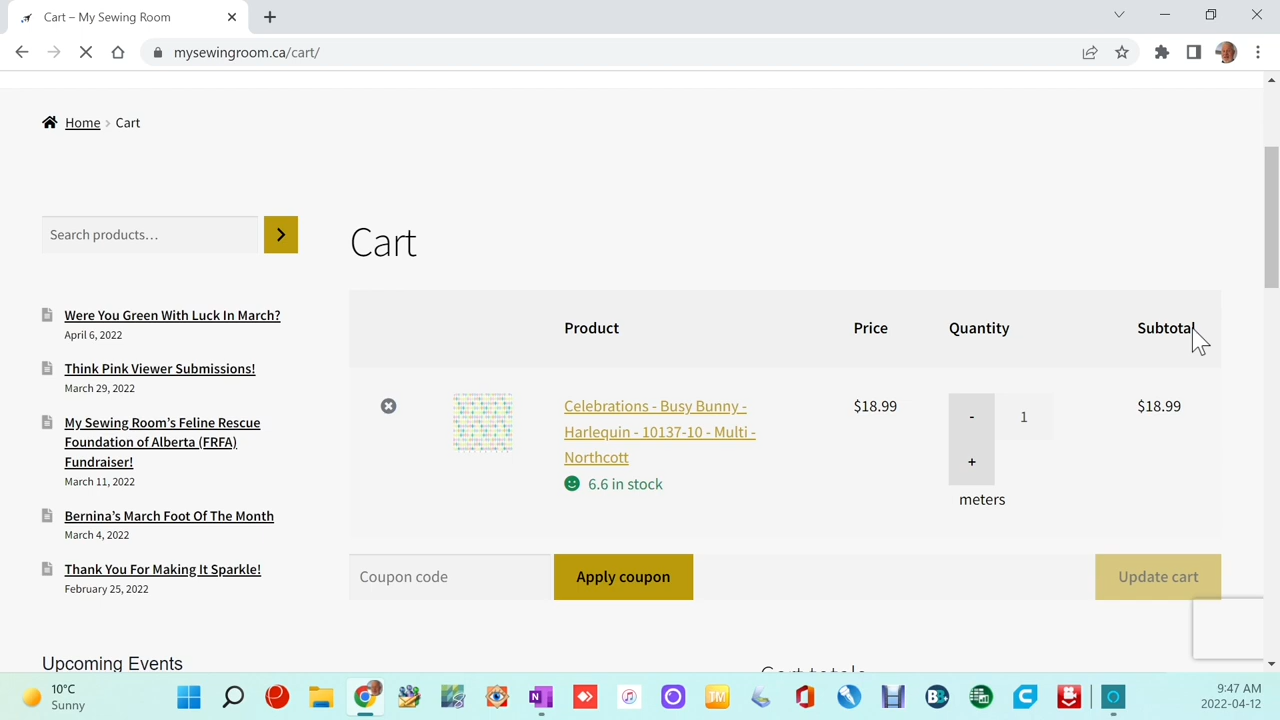 Cart – My Sewing Room
mysewingroom.ca/cart/
Home › Cart
Search products…
Cart
Were You Green With Luck In March?
April 6, 2022
Think Pink Viewer Submissions!
March 29, 2022
My Sewing Room's Feline Rescue
Foundation of Alberta (FRFA)
Fundraiser!
March 11, 2022
Bernina's March Foot Of The Month
March 4, 2022
Thank You For Making It Sparkle!
February 25, 2022
Upcoming Events
Product Price Quantity Subtotal
Celebrations - Busy Bunny - $18.99 - 1 $18.99
Harlequin - 10137-10 - Multi -
Northcott +
6.6 in stock
meters
Coupon code Apply coupon Update cart
Cart totals
10°C
Sunny
9:47 AM
2022-04-12